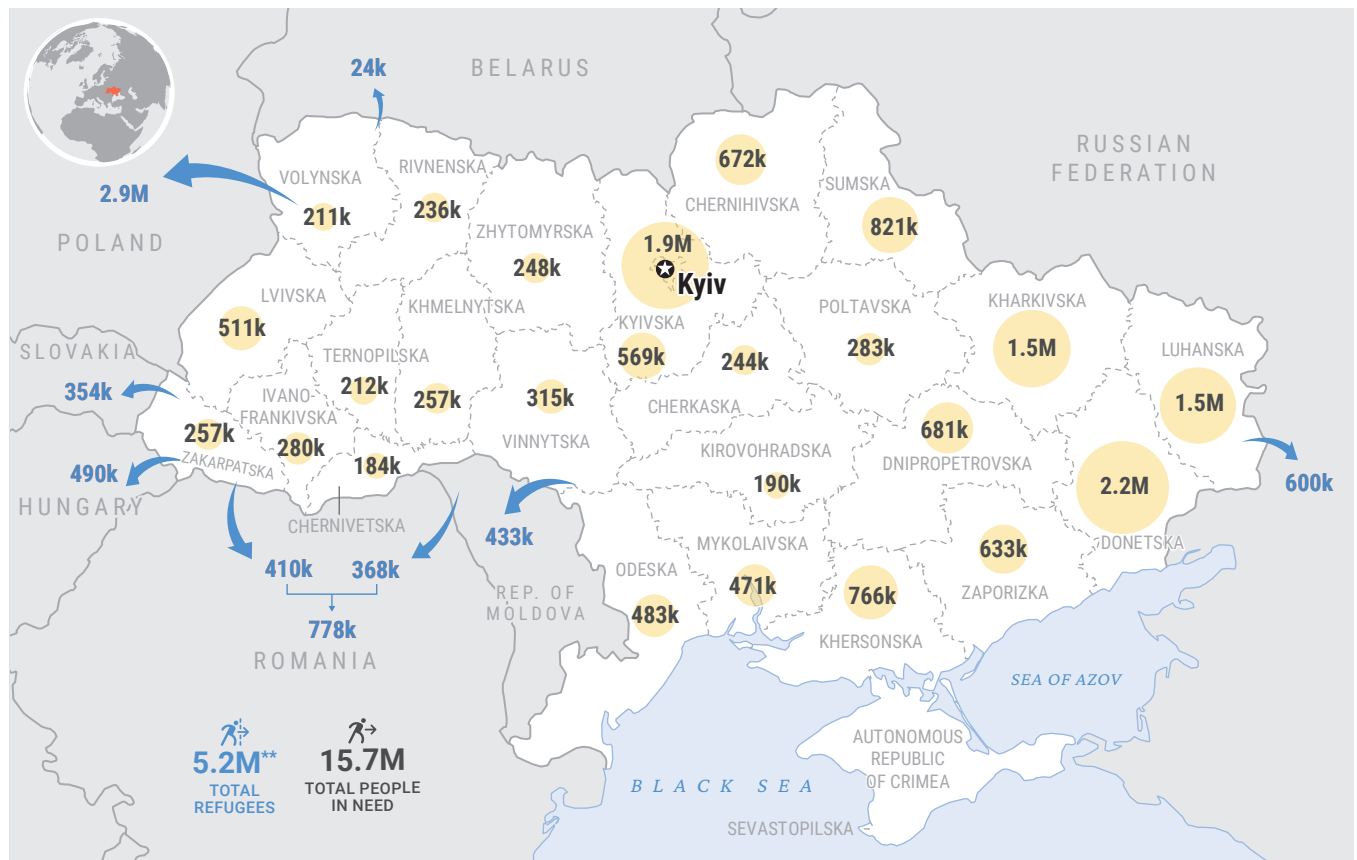 BELARUS
24k
RUSSIAN
FEDERATION
2.9M
POLAND
VOLYNSKA
211k
RIVNENSKA
236k
ZHYTOMYRSKA
248k
672k
CHERNIHIVSKA
SUMSKA
821k
1.9M
Kyiv
KYIVSKA
569k
LVIVSKA
511k
KHMELNYTSKA
257k
TERNOPILSKA
212k
IVANO-
FRANKIVSKA
280k
SLOVAKIA
354k
257k
ZAKARPATSKA
490k
HUNGARY
184k
CHERNIVETSKA
315k
VINNYTSKA
244k
CHERKASKA
POLTAVSKA
283k
KHARKIVSKA
1.5M
LUHANSKA
1.5M
600k
681k
DNIPROPETROVSKA
KIROVOHRADSKA
190k
2.2M
DONETSKA
633k
ZAPORIZKA
MYKOLAIVSKA
471k
766k
KHERSONSKA
ODESKA
483k
433k
REP. OF
MOLDOVA
410k
368k
778k
ROMANIA
SEA OF AZOV
AUTONOMOUS
REPUBLIC
OF CRIMEA
BLACK SEA
SEVASTOPILSKA
5.2M**
TOTAL
REFUGEES
15.7M
TOTAL PEOPLE
IN NEED